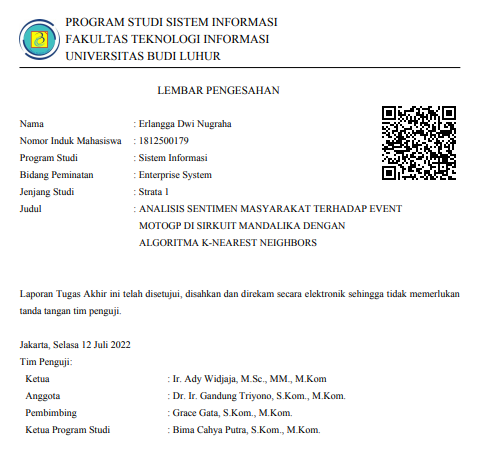 PROGRAM STUDI SISTEM INFORMASI
FAKULTAS TEKNOLOGI INFORMASI
UNIVERSITAS BUDI LUHUR
LEMBAR PENGESAHAN
Nama : Erlangga Dwi Nugraha
Nomor Induk Mahasiswa : 1812500179
Program Studi : Sistem Informasi
Bidang Peminatan : Enterprise System
Jenjang Studi : Strata 1
Judul : ANALISIS SENTIMEN MASYARAKAT TERHADAP EVENT
MOTOGP DI SIRKUIT MANDALIKA DENGAN
ALGORITMA K-NEAREST NEIGHBORS
Laporan Tugas Akhir ini telah disetujui, disahkan dan direkam secara elektronik sehingga tidak memerlukan
tanda tangan tim penguji.
Jakarta, Selasa 12 Juli 2022
Tim Penguji:
Ketua : Ir. Ady Widjaja, M.Sc., MM., M.Kom
Anggota : Dr. Ir. Gandung Triyono, S.Kom., M.Kom.
Pembimbing : Grace Gata, S.Kom., M.Kom.
Ketua Program Studi : Bima Cahya Putra, S.Kom., M.Kom.